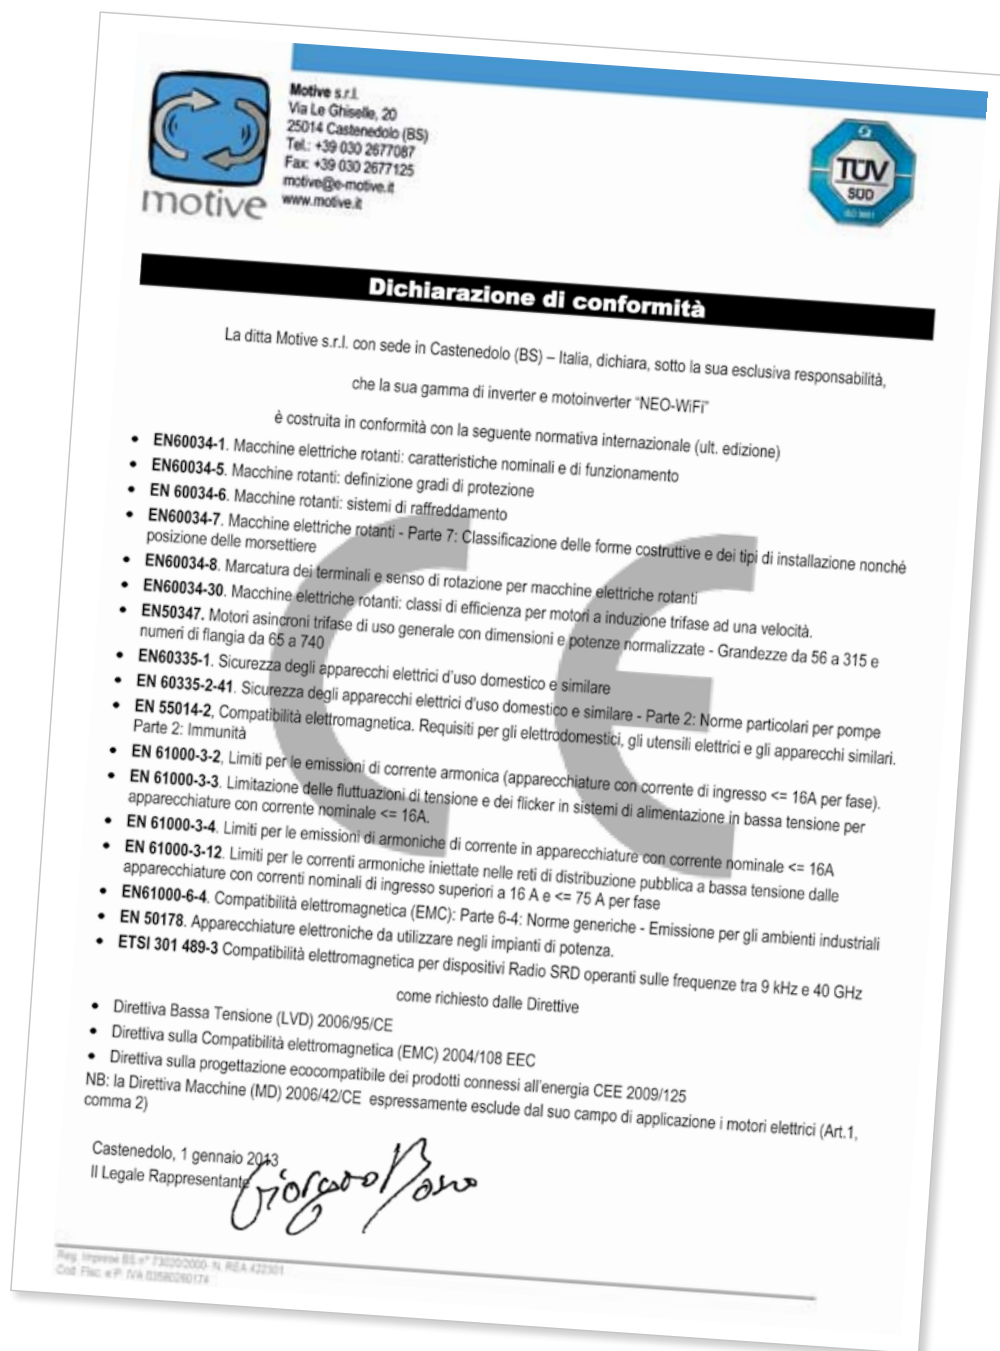 motive
Motive s.r.l.
Via Le Ghiselle, 20
25014 Castenedolo (BS)
Tel.: +39 030 2677087
Fax: +39 030 2677125
motive@e-motive.it
www.motive.it
TÜV
SÜD
ISO 9001
Dichiarazione di conformità
La ditta Motive s.r.l. con sede in Castenedolo (BS) – Italia, dichiara, sotto la sua esclusiva responsabilità,
che la sua gamma di inverter e motoinverter “NEO-WiFi”
è costruita in conformità con la seguente normativa internazionale (ult. edizione)
• EN60034-1. Macchine elettriche rotanti: caratteristiche nominali e di funzionamento
• EN60034-5. Macchine rotanti: definizione gradi di protezione
• EN 60034-6. Macchine rotanti: sistemi di raffreddamento
• EN60034-7. Macchine elettriche rotanti - Parte 7: Classificazione delle forme costruttive e dei tipi di installazione nonché
posizione delle morsettiere
• EN60034-8. Marcatura dei terminali e senso di rotazione per macchine elettriche rotanti
• EN60034-30. Macchine elettriche rotanti: classi di efficienza per motori a induzione trifase ad una velocità.
• EN50347. Motori asincroni trifase di uso generale con dimensioni e potenze normalizzate - Grandezze da 56 a 315 e
numeri di flangia da 65 a 740
• EN60335-1. Sicurezza degli apparecchi elettrici d’uso domestico e similare
• EN 60335-2-41. Sicurezza degli apparecchi elettrici d'uso domestico e similare - Parte 2: Norme particolari per pompe
• EN 55014-2, Compatibilità elettromagnetica. Requisiti per gli elettrodomestici, gli utensili elettrici e gli apparecchi similari.
Parte 2: Immunità
• EN 61000-3-2, Limiti per le emissioni di corrente armonica (apparecchiature con corrente di ingresso <= 16A per fase).
• EN 61000-3-3. Limitazione delle fluttuazioni di tensione e dei flicker in sistemi di alimentazione in bassa tensione per
apparecchiature con corrente nominale <= 16A.
• EN 61000-3-4. Limiti per le emissioni di armoniche di corrente in apparecchiature con corrente nominale <= 16A
• EN 61000-3-12. Limiti per le correnti armoniche iniettate nelle reti di distribuzione pubblica a bassa tensione dalle
apparecchiature con correnti nominali di ingresso superiori a 16 A e <= 75 A per fase
• EN61000-6-4. Compatibilità elettromagnetica (EMC): Parte 6-4: Norme generiche - Emissione per gli ambienti industriali
• EN 50178. Apparecchiature elettroniche da utilizzare negli impianti di potenza.
• ETSI 301 489-3 Compatibilità elettromagnetica per dispositivi Radio SRD operanti sulle frequenze tra 9 kHz e 40 GHz
come richiesto dalle Direttive
• Direttiva Bassa Tensione (LVD) 2006/95/CE
• Direttiva sulla Compatibilità elettromagnetica (EMC) 2004/108 EEC
• Direttiva sulla progettazione ecocompatibile dei prodotti connessi all’energia CEE 2009/125
NB: la Direttiva Macchine (MD) 2006/42/CE espressamente esclude dal suo campo di applicazione i motori elettrici (Art.1,
comma 2)
Castenedolo, 1 gennaio 2013
Il Legale Rappresentante
Giorgio Bosio
Reg. Imprese BS n° 73020/2000- N. REA 422301
Cod. Fisc. e P. IVA 03580280174